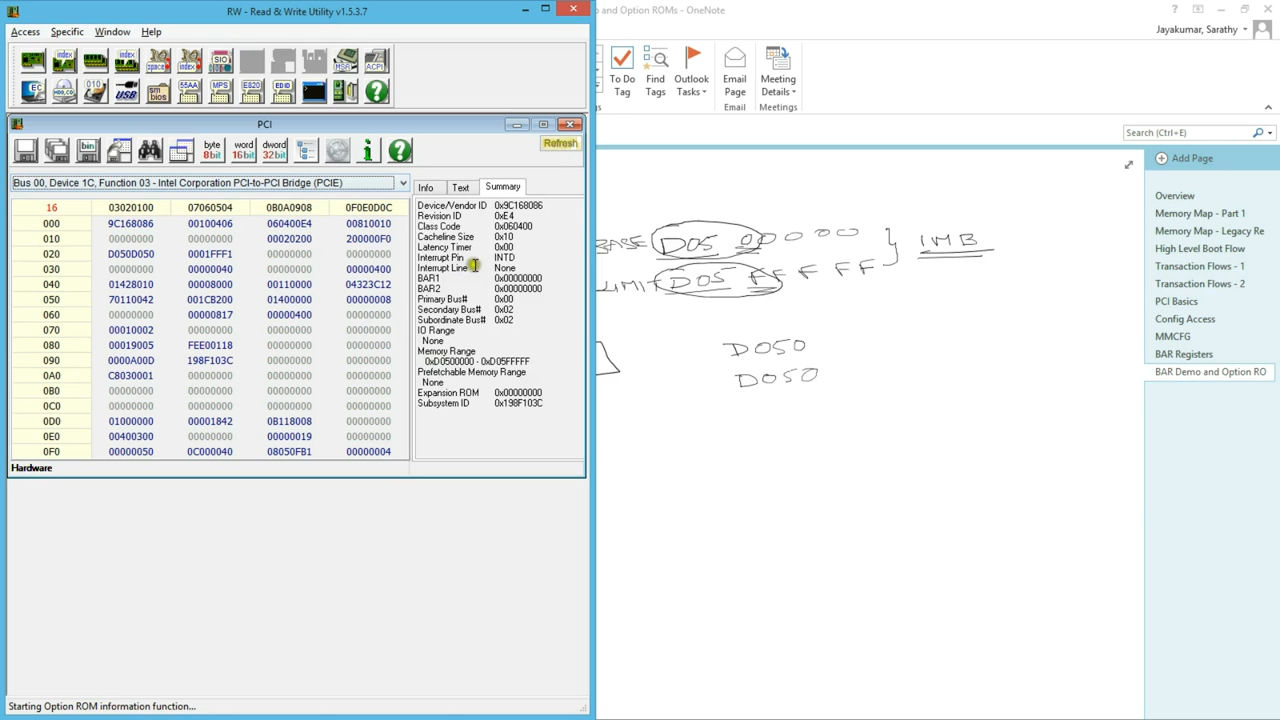 RW - Read & Write Utility v1.5.3.7
and Option ROMs - OneNote
Access Specific Window Help
Jayakumar, Sarathy
To Do Tag
Find Tags
Outlook Tasks
Email Page
Meeting Details
Email
Meetings
PCI
byte 8bit
word 16bit
dword 32bit
Refresh
Search (Ctrl+E)
Bus 00, Device 1C, Function 03 - Intel Corporation PCI-to-PCI Bridge (PCIE)
Info Text Summary
16 03020100 07060504 0B0A0908 0F0E0D0C
000 9C168086 00100406 060400E4 00810010
010 00000000 00000000 00020200 200000F0
020 D050D050 0001FFF1 00000000 00000000
030 00000000 00000040 00000000 00000400
040 01428010 00008000 00110000 04323C12
050 70110042 001CB200 01400000 00000008
060 00000000 00000817 00000400 00000000
070 00010002 00000000 00000000 00000000
080 00019005 FEE00118 00000000 00000000
090 0000A00D 198F103C 00000000 00000000
0A0 C8030001 00000000 00000000 00000000
0B0 00000000 00000000 00000000 00000000
0C0 00000000 00000000 00000000 00000000
0D0 01000000 00001842 0B118008 00000000
0E0 00400300 00000000 00000019 00000000
0F0 00000050 0C000040 08050FB1 00000004
Device/Vendor ID 0x9C168086
Revision ID 0xE4
Class Code 0x060400
Cacheline Size 0x10
Latency Timer 0x00
Interrupt Pin INTD
Interrupt Line None
BAR1 0x00000000
BAR2 0x00000000
Primary Bus# 0x00
Secondary Bus# 0x02
Subordinate Bus# 0x02
IO Range
None
Memory Range
0xD0500000 - 0xD05FFFFF
Prefetchable Memory Range
None
Expansion ROM 0x00000000
Subsystem ID 0x198F103C
Hardware
Starting Option ROM information function...
BASE D05 00000 } 1MB
LIMIT D05 FFFFF
D050
D050
Add Page
Overview
Memory Map - Part 1
Memory Map - Legacy Re
High Level Boot Flow
Transaction Flows - 1
Transaction Flows - 2
PCI Basics
Config Access
MMCFG
BAR Registers
BAR Demo and Option RO